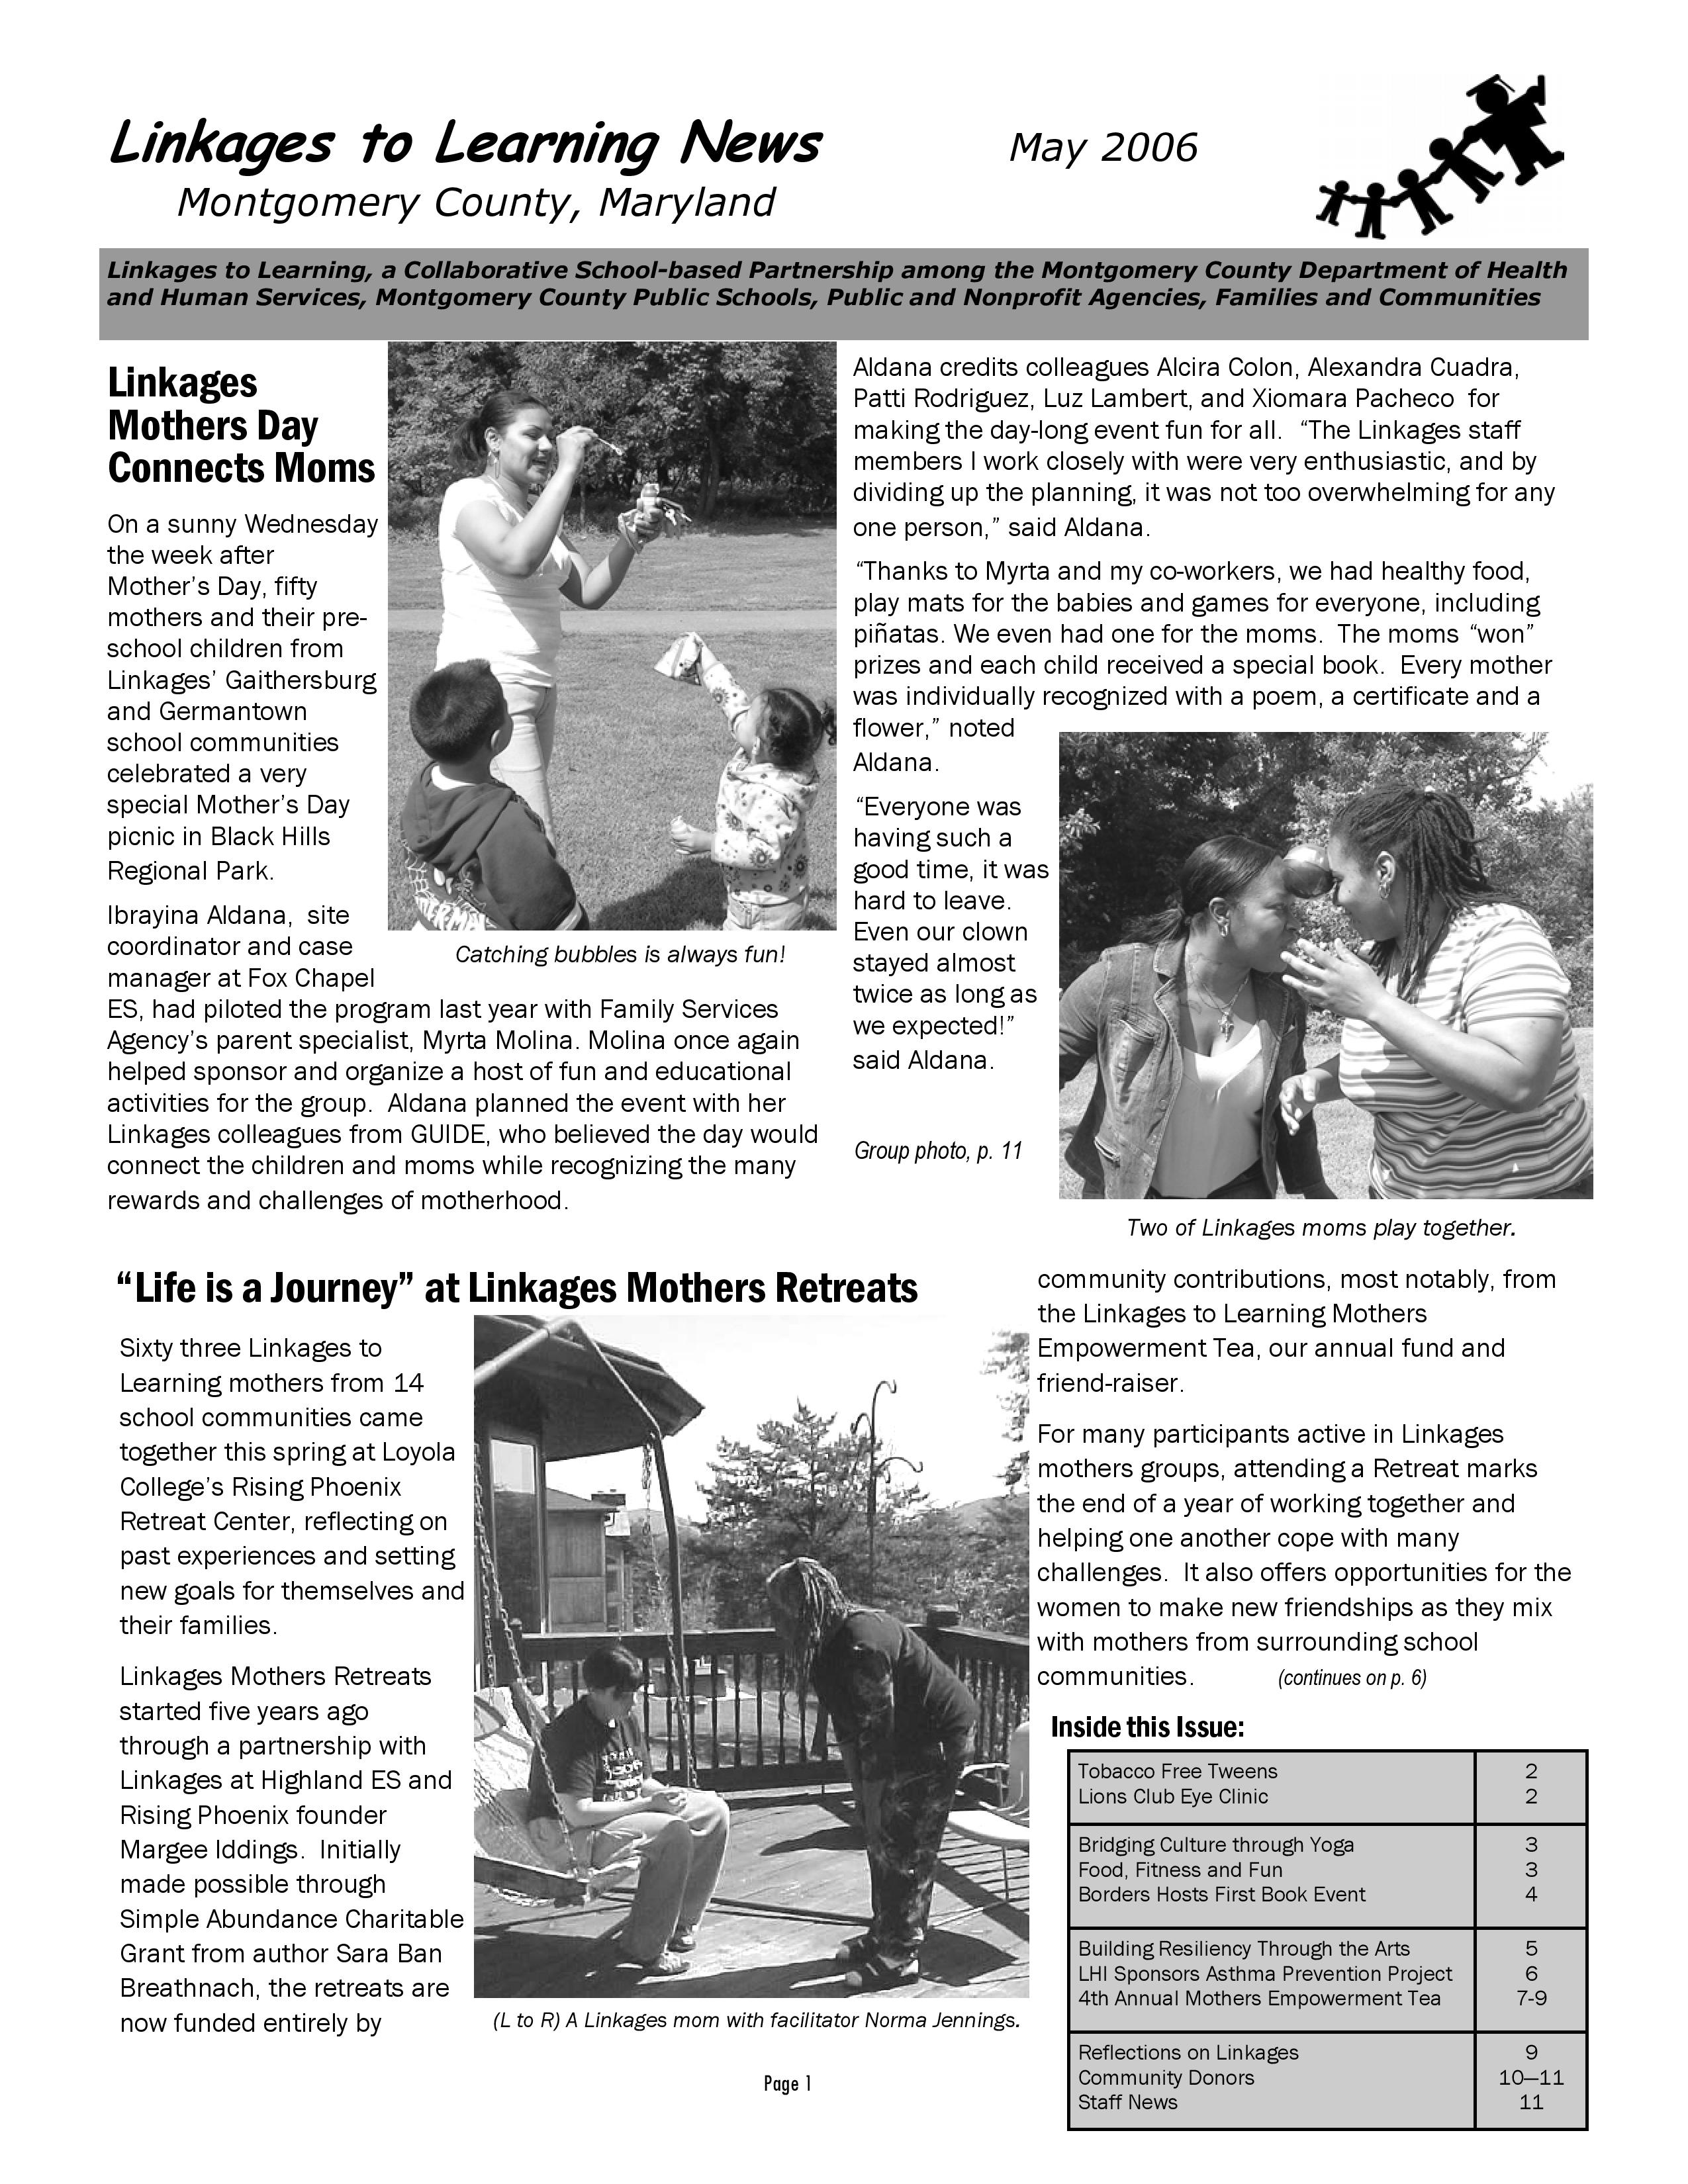 Linkages to Learning News
May 2006
Montgomery County, Maryland
Linkages to Learning, a Collaborative School-based Partnership among the Montgomery County Department of Health
and Human Services, Montgomery County Public Schools, Public and Nonprofit Agencies, Families and Communities
Linkages
Mothers Day
Connects Moms
On a sunny Wednesday
the week after
Mother's Day, fifty
mothers and their pre-
school children from
Linkages' Gaithersburg
and Germantown
school communities
celebrated a very
special Mother's Day
picnic in Black Hills
Regional Park.
Ibrayina Aldana,  site
coordinator and case
manager at Fox Chapel
ES, had piloted the program last year with Family Services
Agency's parent specialist, Myrta Molina. Molina once again
helped sponsor and organize a host of fun and educational
activities for the group.  Aldana planned the event with her
Linkages colleagues from GUIDE, who believed the day would
connect the children and moms while recognizing the many
rewards and challenges of motherhood.
Catching bubbles is always fun!
Aldana credits colleagues Alcira Colon, Alexandra Cuadra,
Patti Rodriguez, Luz Lambert, and Xiomara Pacheco  for
making the day-long event fun for all.  “The Linkages staff
members I work closely with were very enthusiastic, and by
dividing up the planning, it was not too overwhelming for any
one person,” said Aldana.
“Thanks to Myrta and my co-workers, we had healthy food,
play mats for the babies and games for everyone, including
piñatas. We even had one for the moms.  The moms “won”
prizes and each child received a special book.  Every mother
was individually recognized with a poem, a certificate and a
flower,” noted
Aldana.
“Everyone was
having such a
good time, it was
hard to leave.
Even our clown
stayed almost
twice as long as
we expected!”
said Aldana.
Group photo, p. 11
Two of Linkages moms play together.
“Life is a Journey” at Linkages Mothers Retreats
Sixty three Linkages to
Learning mothers from 14
school communities came
together this spring at Loyola
College's Rising Phoenix
Retreat Center, reflecting on
past experiences and setting
new goals for themselves and
their families.
Linkages Mothers Retreats
started five years ago
through a partnership with
Linkages at Highland ES and
Rising Phoenix founder
Margee Iddings.  Initially
made possible through
Simple Abundance Charitable
Grant from author Sara Ban
Breathnach, the retreats are
now funded entirely by
(L to R) A Linkages mom with facilitator Norma Jennings.
community contributions, most notably, from
the Linkages to Learning Mothers
Empowerment Tea, our annual fund and
friend-raiser.
For many participants active in Linkages
mothers groups, attending a Retreat marks
the end of a year of working together and
helping one another cope with many
challenges.  It also offers opportunities for the
women to make new friendships as they mix
with mothers from surrounding school
communities. (continues on p. 6)
Inside this Issue:
Tobacco Free Tweens 2
Lions Club Eye Clinic 2
Bridging Culture through Yoga 3
Food, Fitness and Fun 3
Borders Hosts First Book Event 4
Building Resiliency Through the Arts 5
LHI Sponsors Asthma Prevention Project 6
4th Annual Mothers Empowerment Tea 7-9
Reflections on Linkages 9
Community Donors 10—11
Staff News 11
Page 1